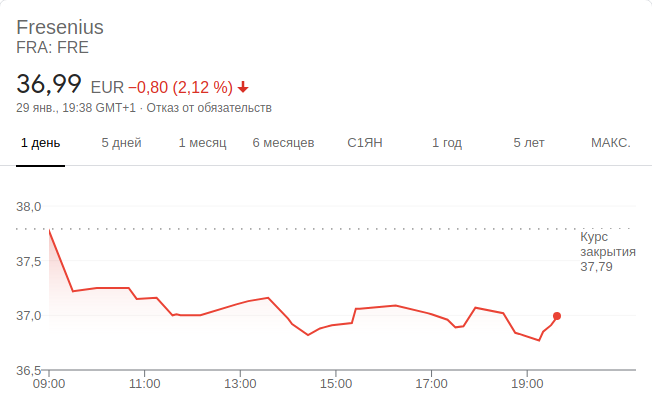 Fresenius
FRA: FRE
36,99 EUR −0,80 (2,12 %)
29 янв., 19:38 GMT+1 · Отказ от обязательств
1 день 5 дней 1 месяц 6 месяцев С1ЯН 1 год 5 лет МАКС.
38,0
Курс
закрытия
37,79
37,5
37,0
36,5
09:00 11:00 13:00 15:00 17:00 19:00